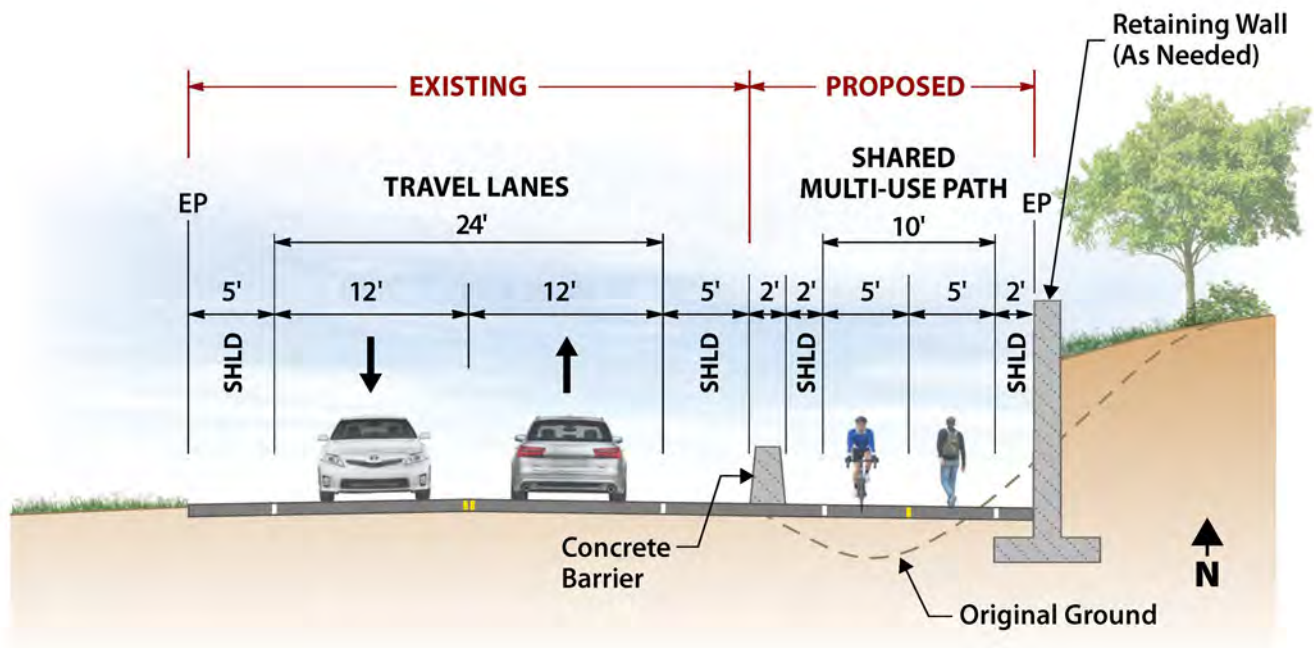 Retaining Wall
(As Needed)
EXISTING
PROPOSED
SHARED
MULTI-USE PATH
TRAVEL LANES
EP
EP
24'
10'
5'
12'
12'
5'
2'
2'
5'
5'
2'
SHLD
SHLD
SHLD
SHLD
Concrete
Barrier
N
Original Ground